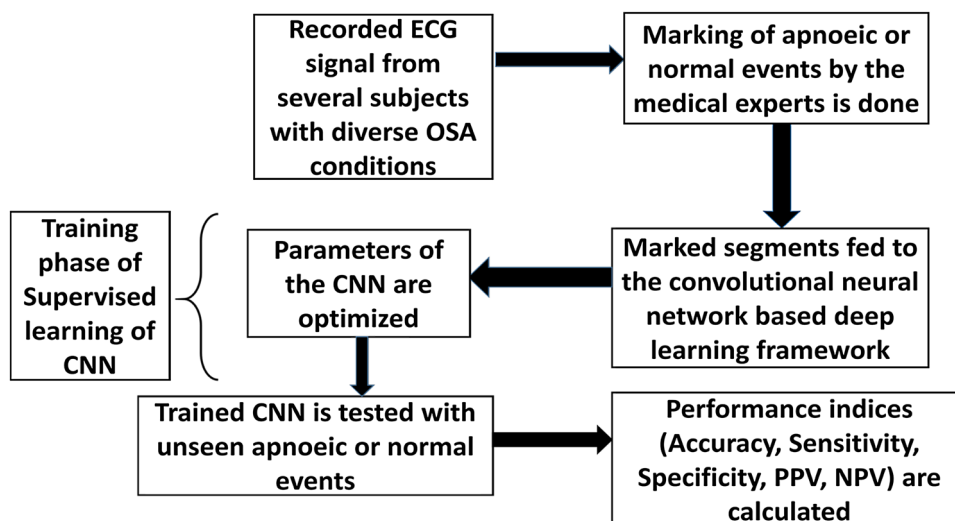 Recorded ECG
signal from
several subjects
with diverse OSA
conditions
Marking of apnoeic or
normal events by the
medical experts is done
Training
phase of
Supervised
learning of
CNN
Parameters of
the CNN are
optimized
Marked segments fed to
the convolutional neural
network based deep
learning framework
Trained CNN is tested with
unseen apnoeic or normal
events
Performance indices
(Accuracy, Sensitivity,
Specificity, PPV, NPV) are
calculated